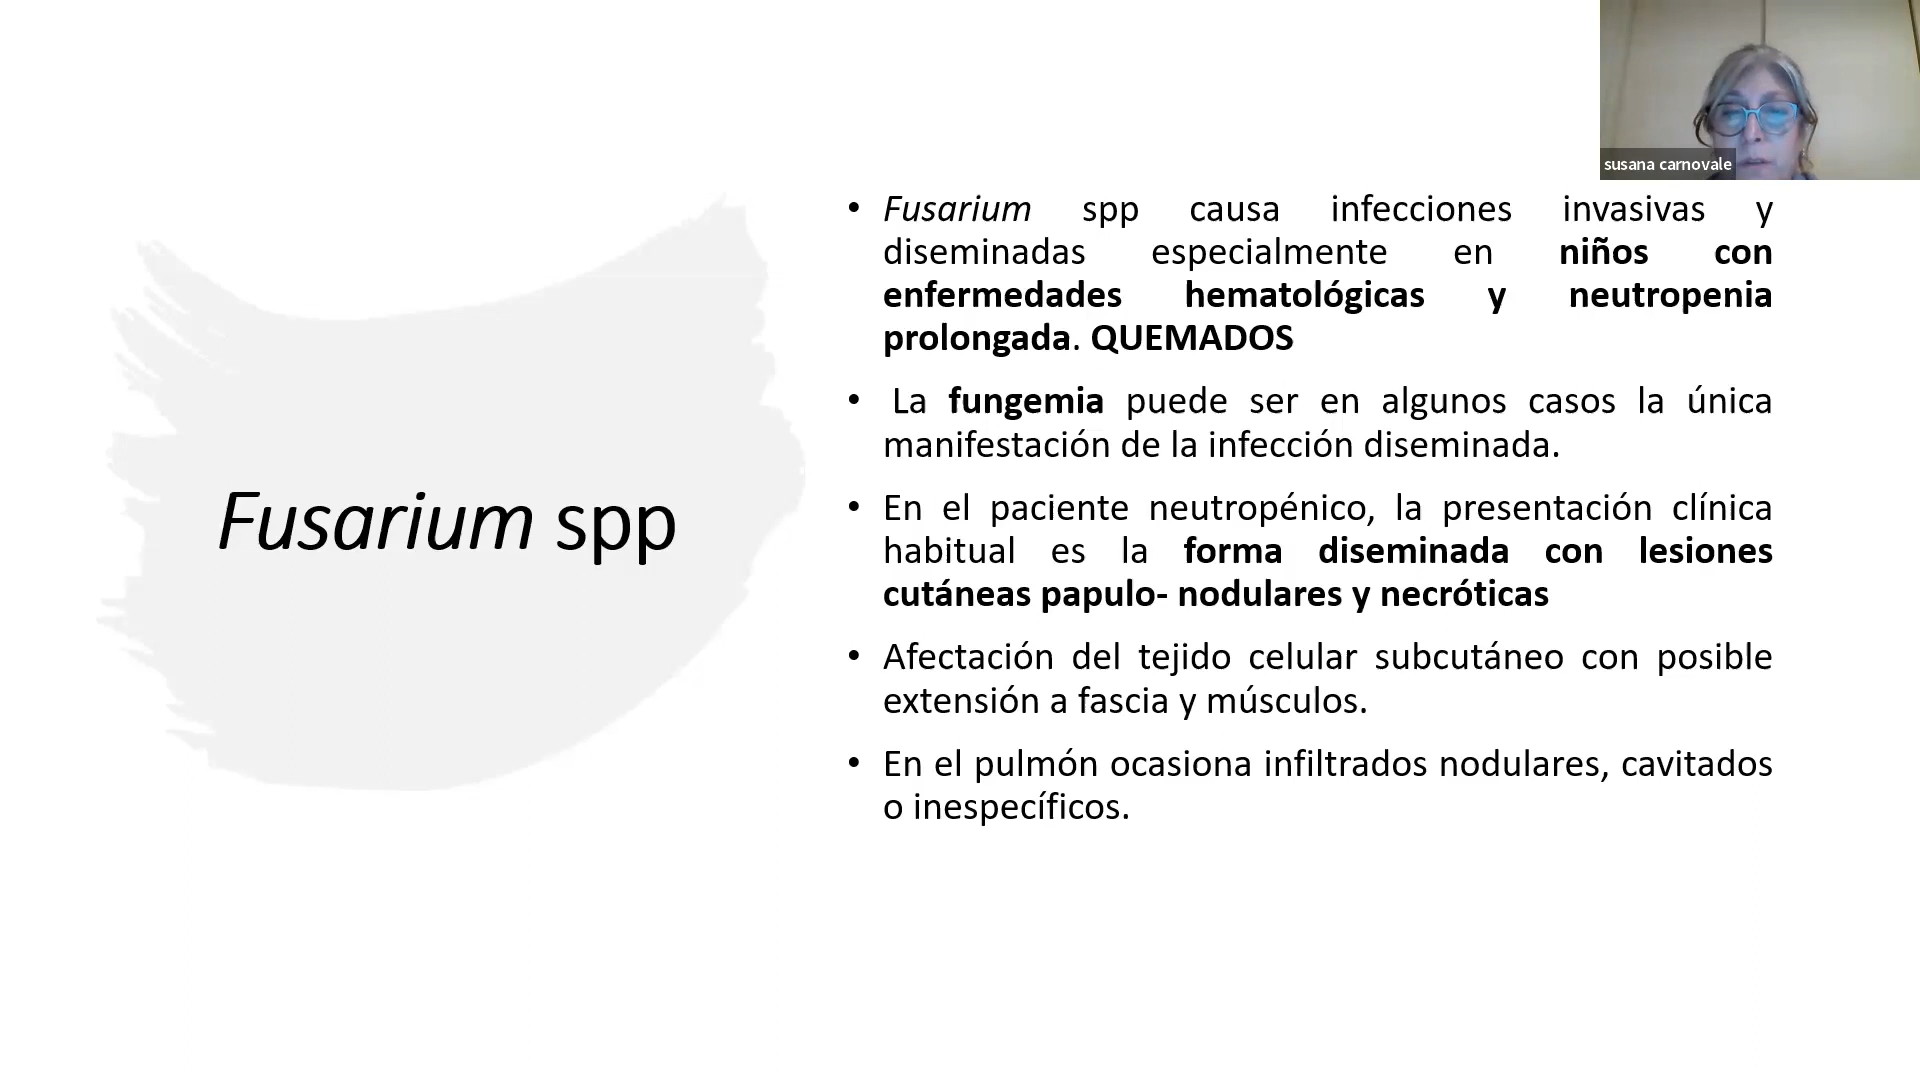 susana carnovale
Fusarium spp
• Fusarium spp causa infecciones invasivas y
diseminadas especialmente en niños con
enfermedades hematológicas y neutropenia
prolongada. QUEMADOS
• La fungemia puede ser en algunos casos la única
manifestación de la infección diseminada.
• En el paciente neutropénico, la presentación clínica
habitual es la forma diseminada con lesiones
cutáneas papulo- nodulares y necróticas
• Afectación del tejido celular subcutáneo con posible
extensión a fascia y músculos.
• En el pulmón ocasiona infiltrados nodulares, cavitados
o inespecíficos.